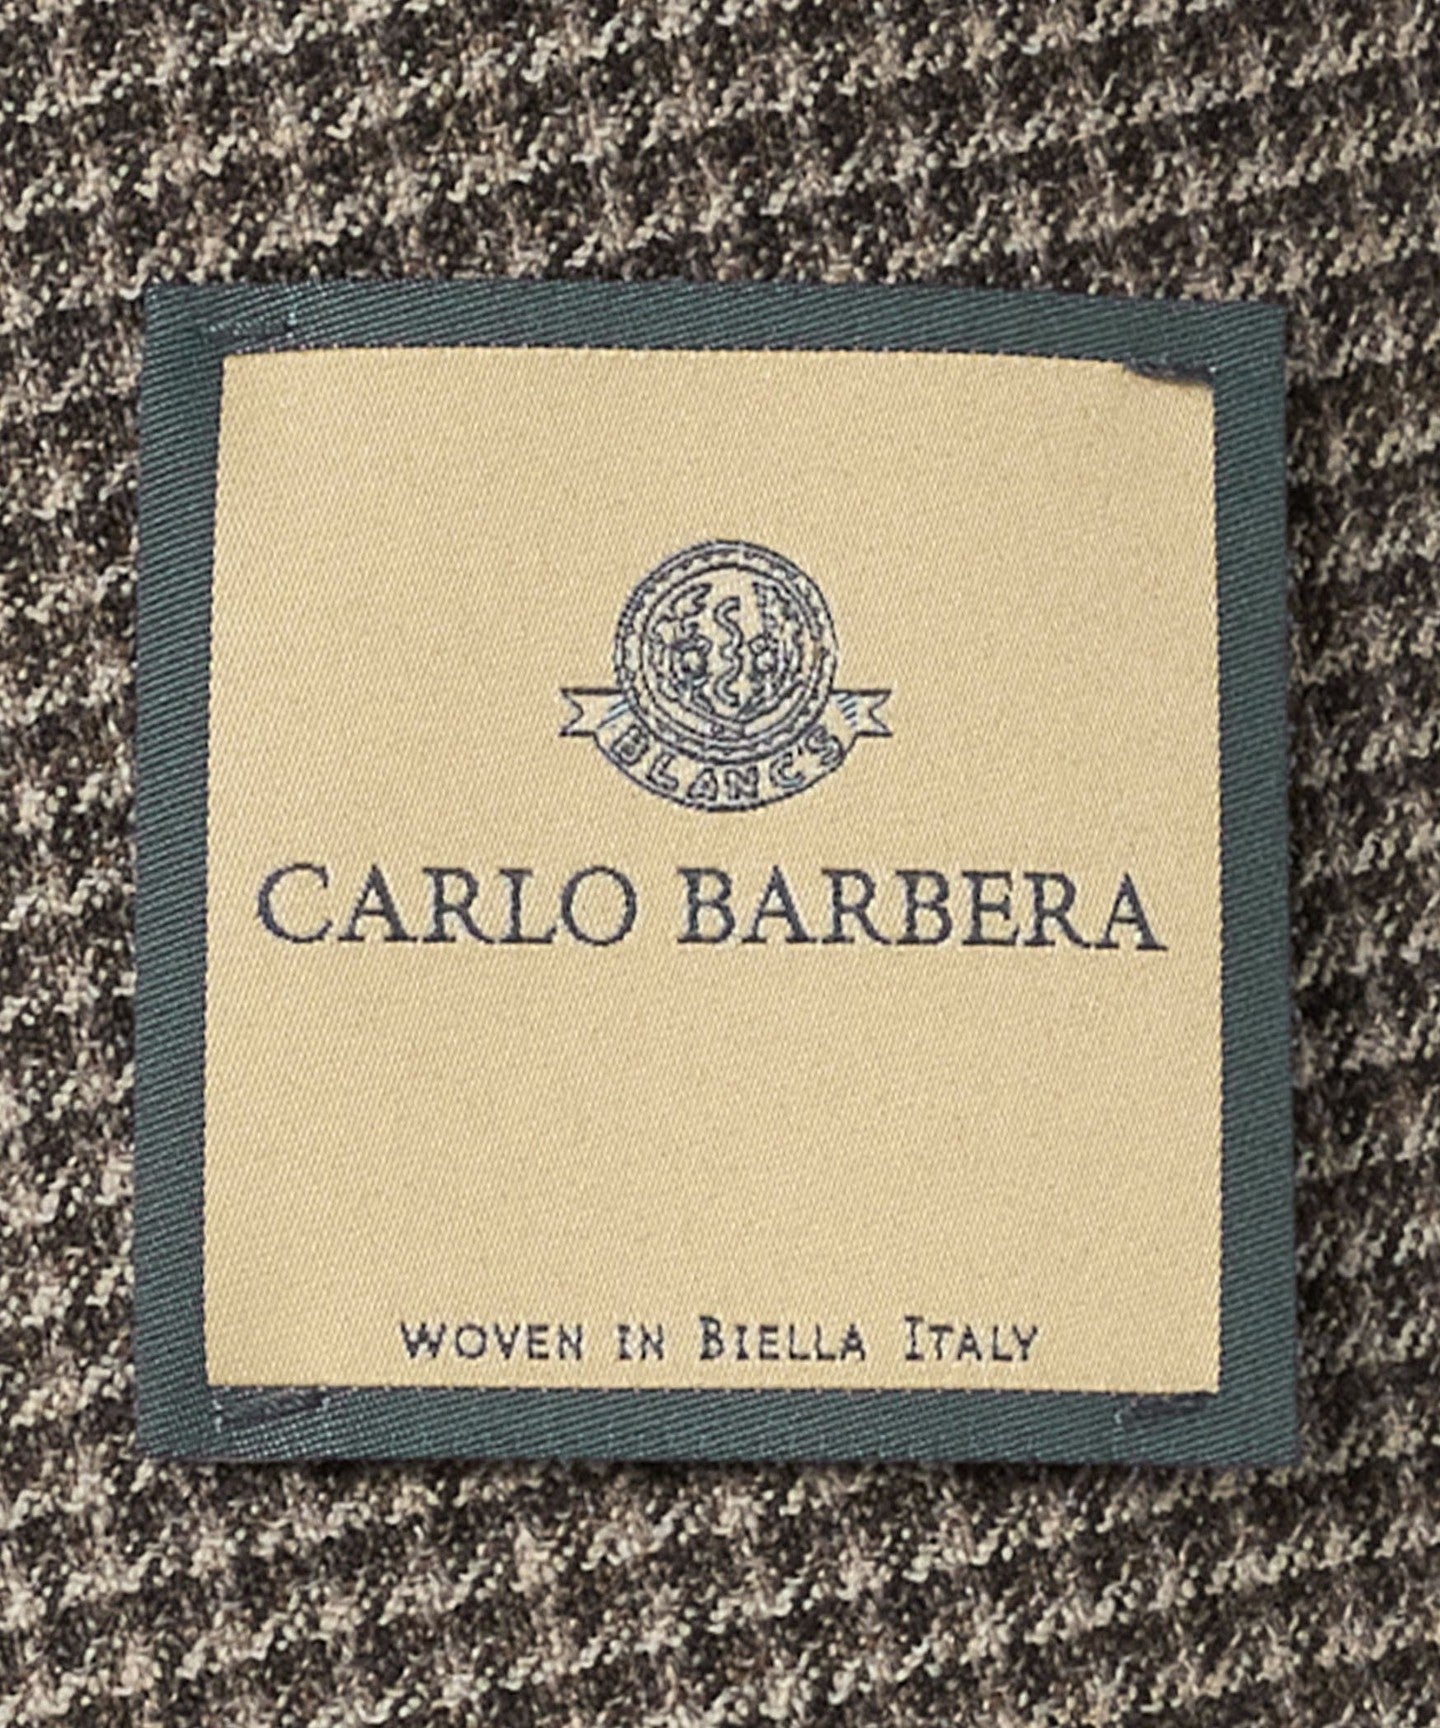 BLANC'S
CARLO BARBERA
WOVEN IN BIELLA ITALY